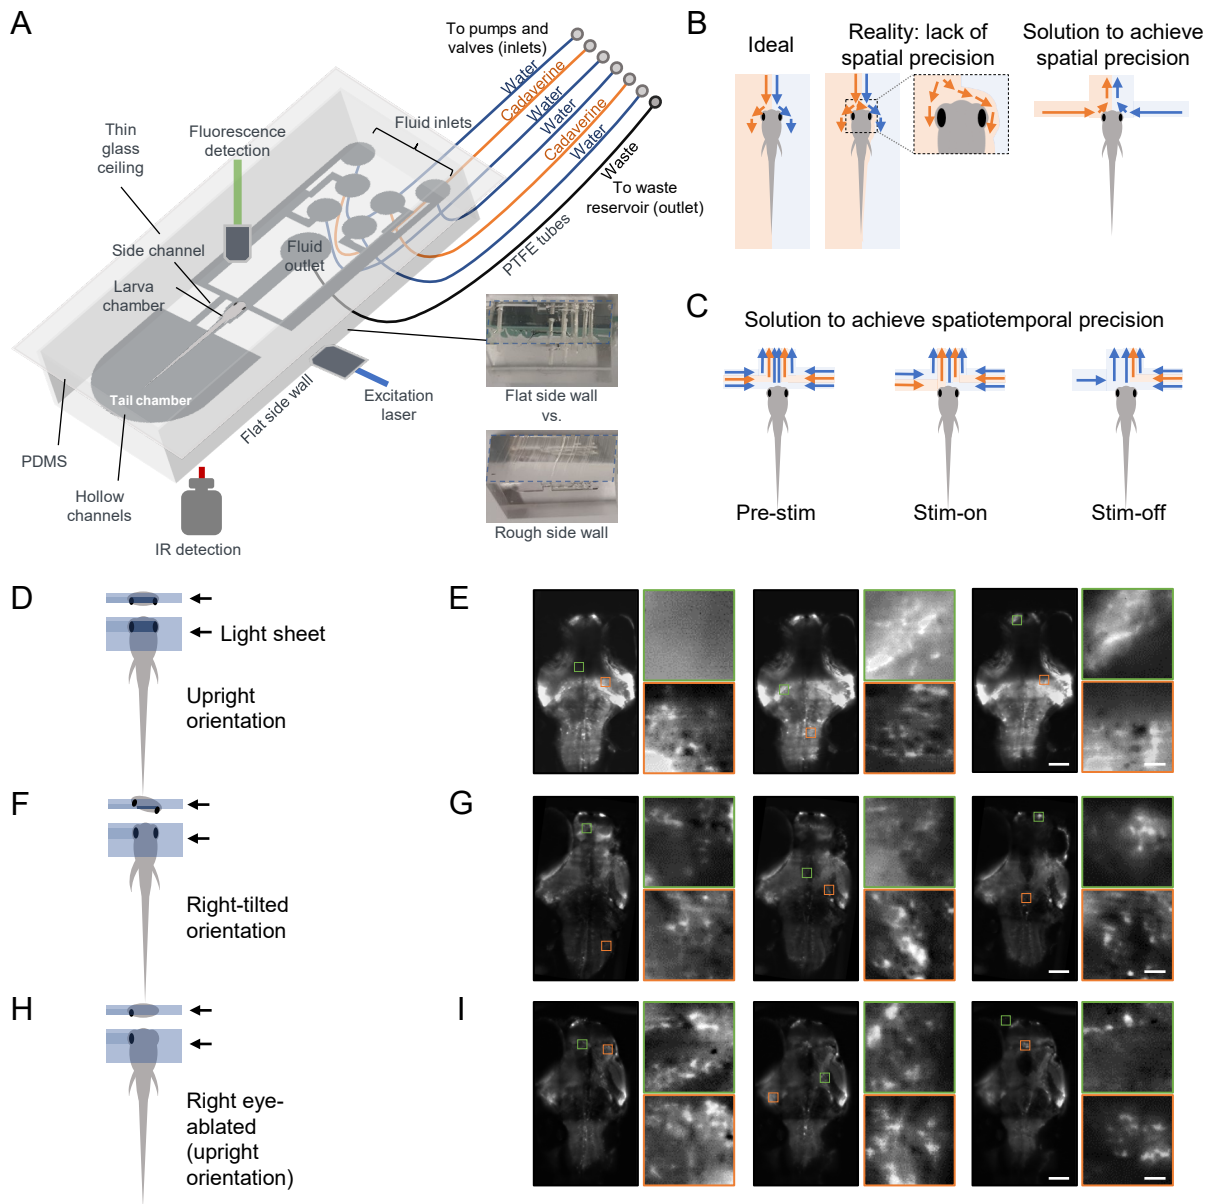 A
To pumps and
valves (inlets)
Water
Cadaverine
Water
Water
Cadaverine
Water
Waste
To waste
reservoir (outlet)
PTFE tubes
Fluid inlets
Fluorescence
detection
Thin
glass
ceiling
Side channel
Larva
chamber
Fluid
outlet
Tail chamber
Flat side wall
Excitation
laser
PDMS
Hollow
channels
IR detection
Flat side wall
vs.
Rough side wall
B
Ideal
Reality: lack of
spatial precision
Solution to achieve
spatial precision
C
Solution to achieve spatiotemporal precision
Pre-stim
Stim-on
Stim-off
D
Light sheet
Upright
orientation
E
F
Right-tilted
orientation
G
H
Right eye-
ablated
(upright
orientation)
I